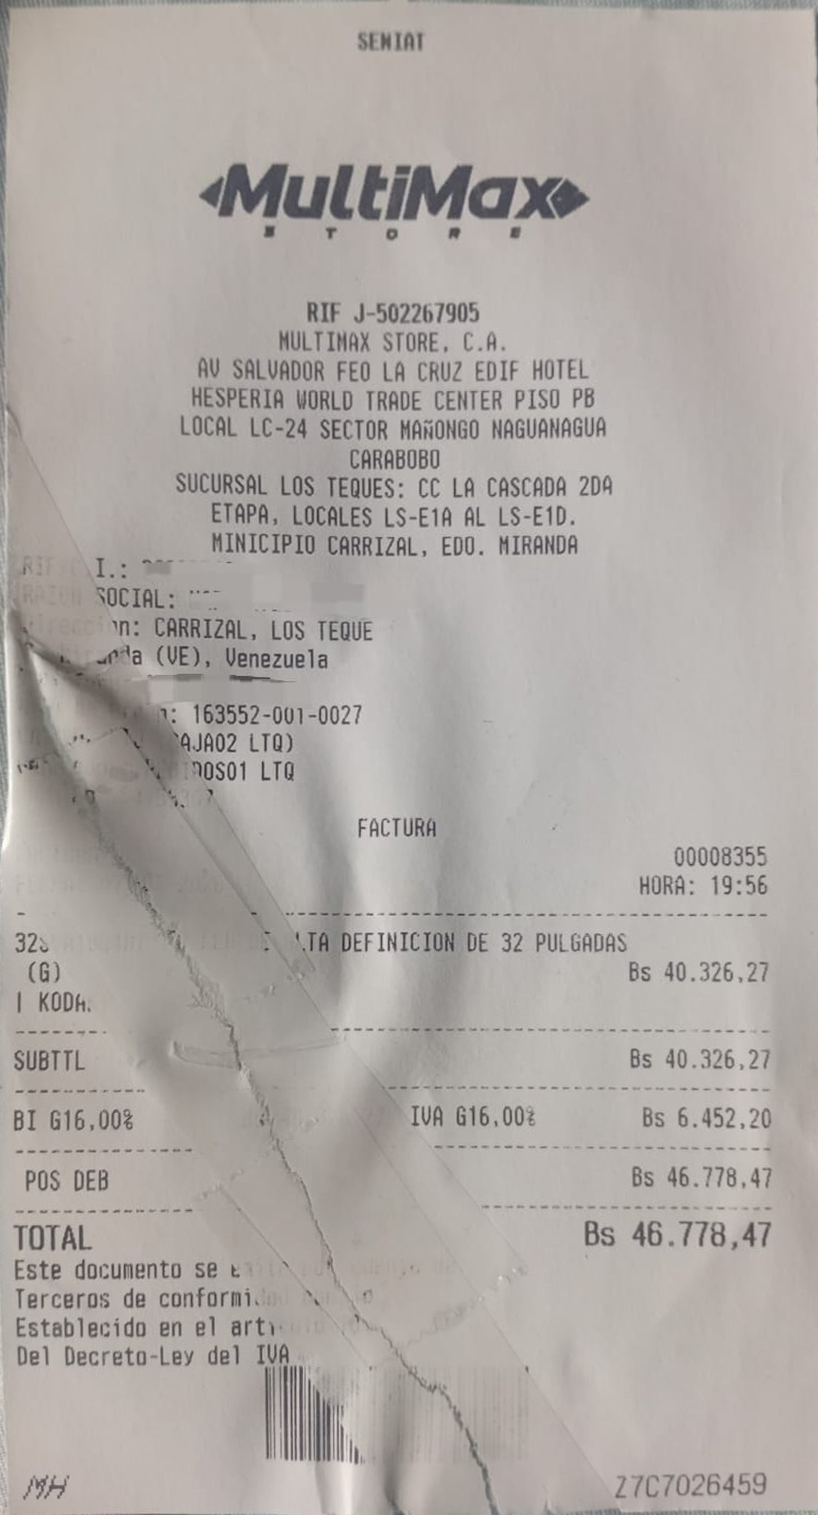 SENIAT
MultiMax
STORE
RIF J-502267905
MULTIMAX STORE, C.A.
AV SALVADOR FEO LA CRUZ EDIF HOTEL
HESPERIA WORLD TRADE CENTER PISO PB
LOCAL LC-24 SECTOR MAÑONGO NAGUANAGUA
CARABOBO
SUCURSAL LOS TEQUES: CC LA CASCADA 2DA
ETAPA, LOCALES LS-E1A AL LS-E1D.
MINICIPIO CARRIZAL, EDO. MIRANDA
I.:
SOCIAL:
CARRIZAL, LOS TEQUE
(VE), Venezuela
163552-001-0027
LTQ)
LTQ
FACTURA
00008355
HORA: 19:56
DEFINICION DE 32 PULGADAS
(G) Bs 40.326,27
SUBTTL Bs 40.326,27
BI G16,00% IVA G16,00% Bs 6.452,20
POS DEB Bs 46.778,47
TOTAL Bs 46.778,47
Este documento se
Terceros de
Establecido en el
Del Decreto-Ley del IVA
MH Z7C7026459